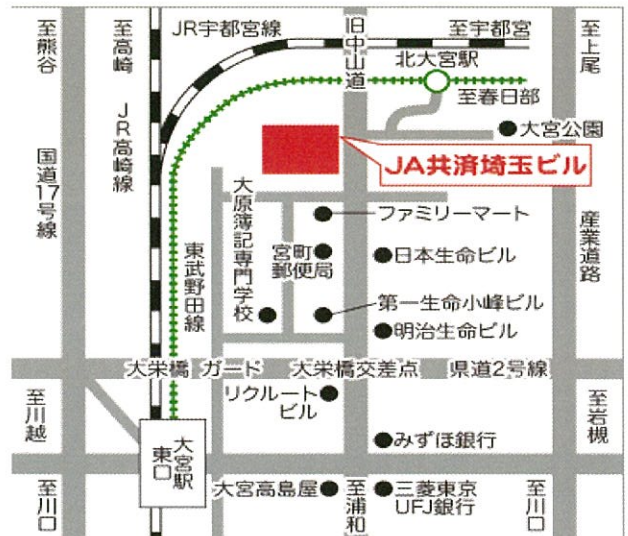 至熊谷
至高崎
JR宇都宮線
旧中山道
至宇都宮
至上尾
北大宮駅
至春日部
JR高崎線
大宮公園
国道17号線
JA共済埼玉ビル
大原簿記専門学校
ファミリーマート
産業道路
東武野田線
宮町
郵便局
日本生命ビル
第一生命小峰ビル
明治生命ビル
大栄橋
ガード
大栄橋交差点
県道2号線
至川越
リクルート
ビル
至岩槻
みずほ銀行
大宮駅
東口
至川口
大宮高島屋
至浦和
三菱東京
UFJ銀行
至川口